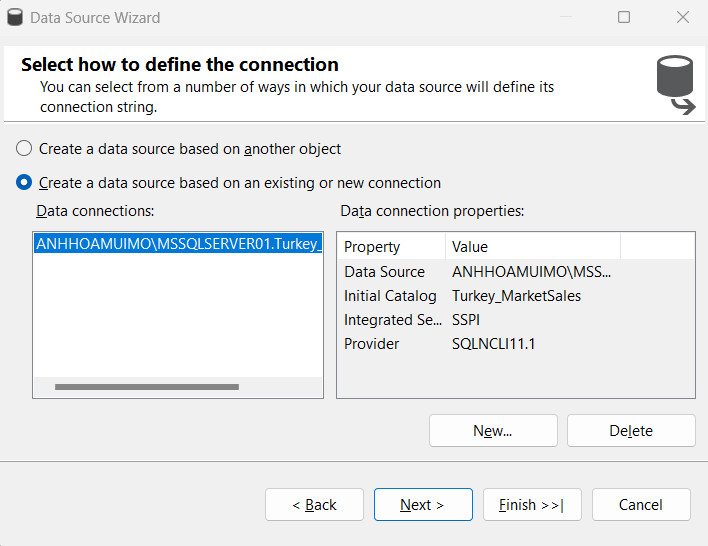 Data Source Wizard
Select how to define the connection
You can select from a number of ways in which your data source will define its
connection string.
Create a data source based on another object
Create a data source based on an existing or new connection
Data connections:
ANHHOAMUIMO\MSSQLSERVER01.Turkey_
Data connection properties:
Property Value
Data Source ANHHOAMUIMO\MSS...
Initial Catalog Turkey_MarketSales
Integrated Se... SSPI
Provider SQLNCLI11.1
New... Delete
< Back Next > Finish >>| Cancel